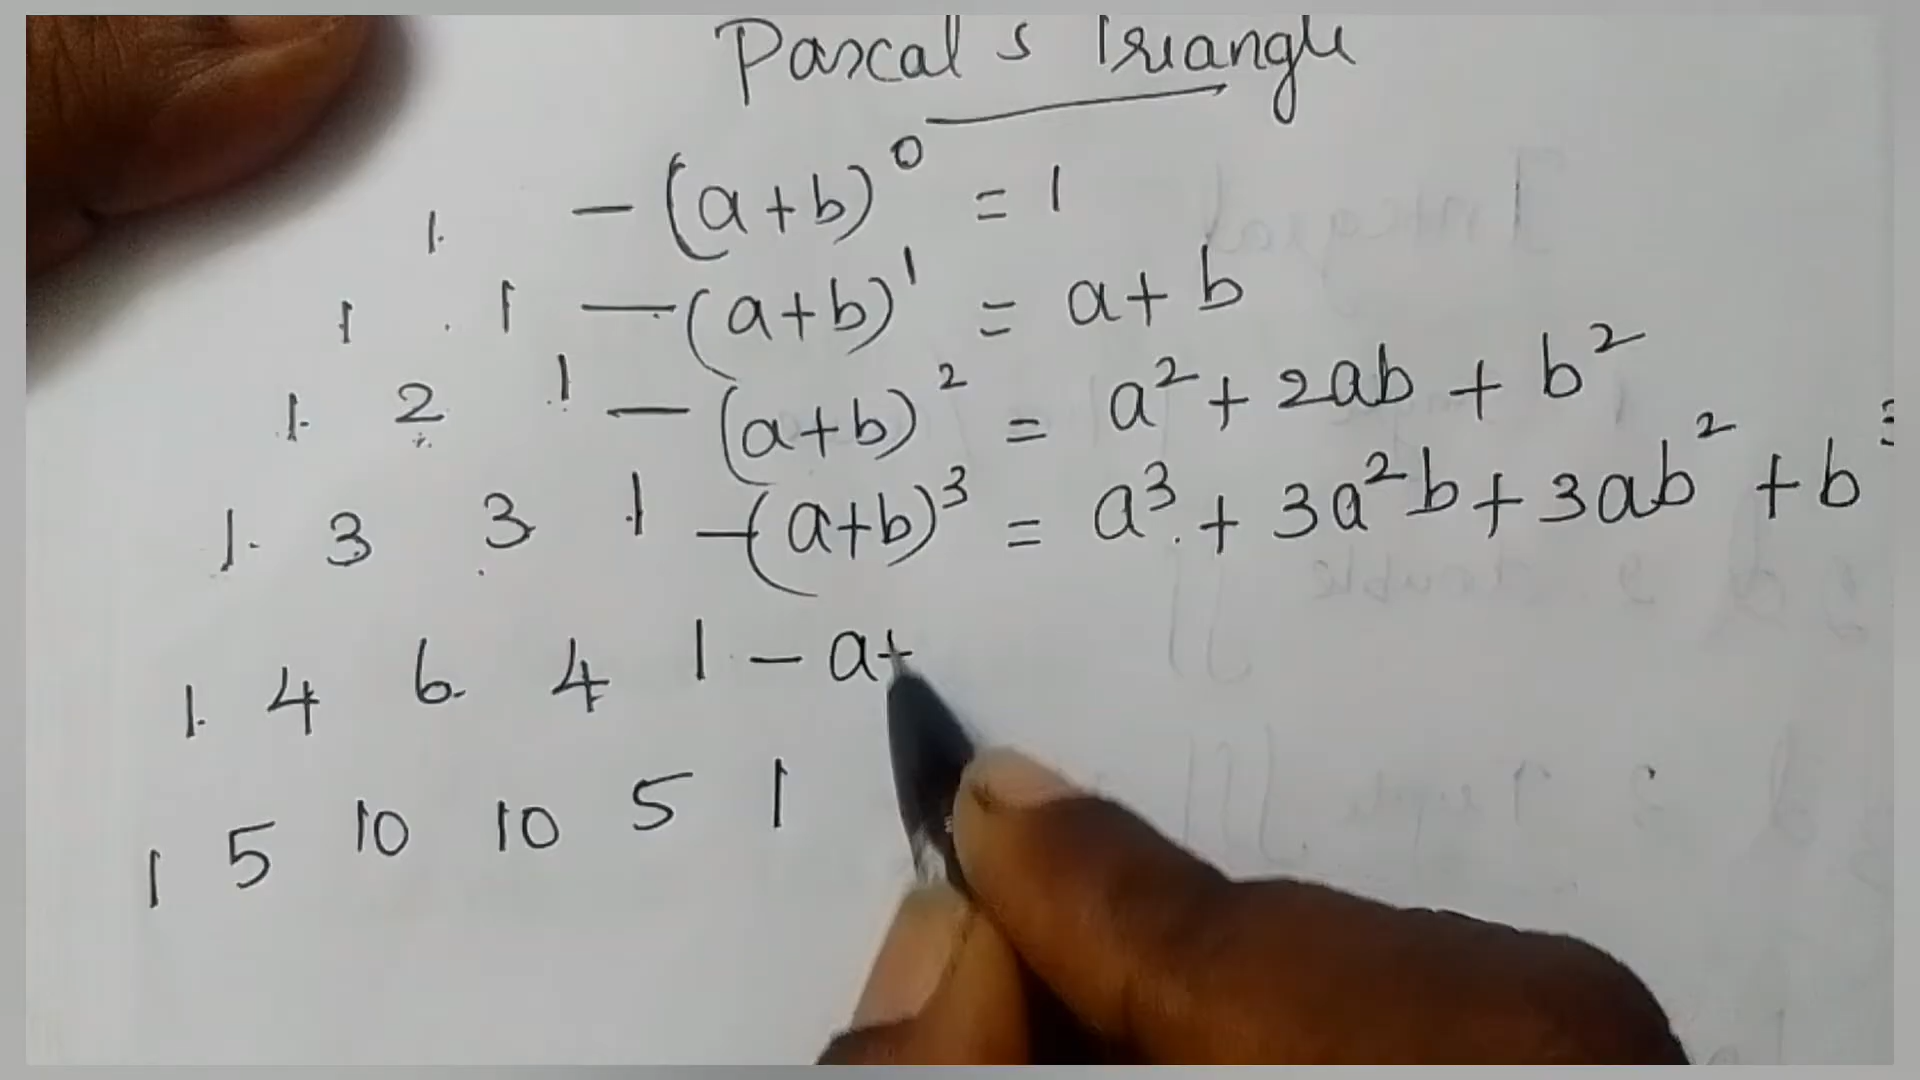 Pascal's Triangle
1 - (a+b)⁰ = 1
1 1 - (a+b)¹ = a+b
1 2 1 - (a+b)² = a² + 2ab + b²
1 3 3 1 - (a+b)³ = a³ + 3a²b + 3ab² + b³
1 4 6 4 1 - a+
1 5 10 10 5 1